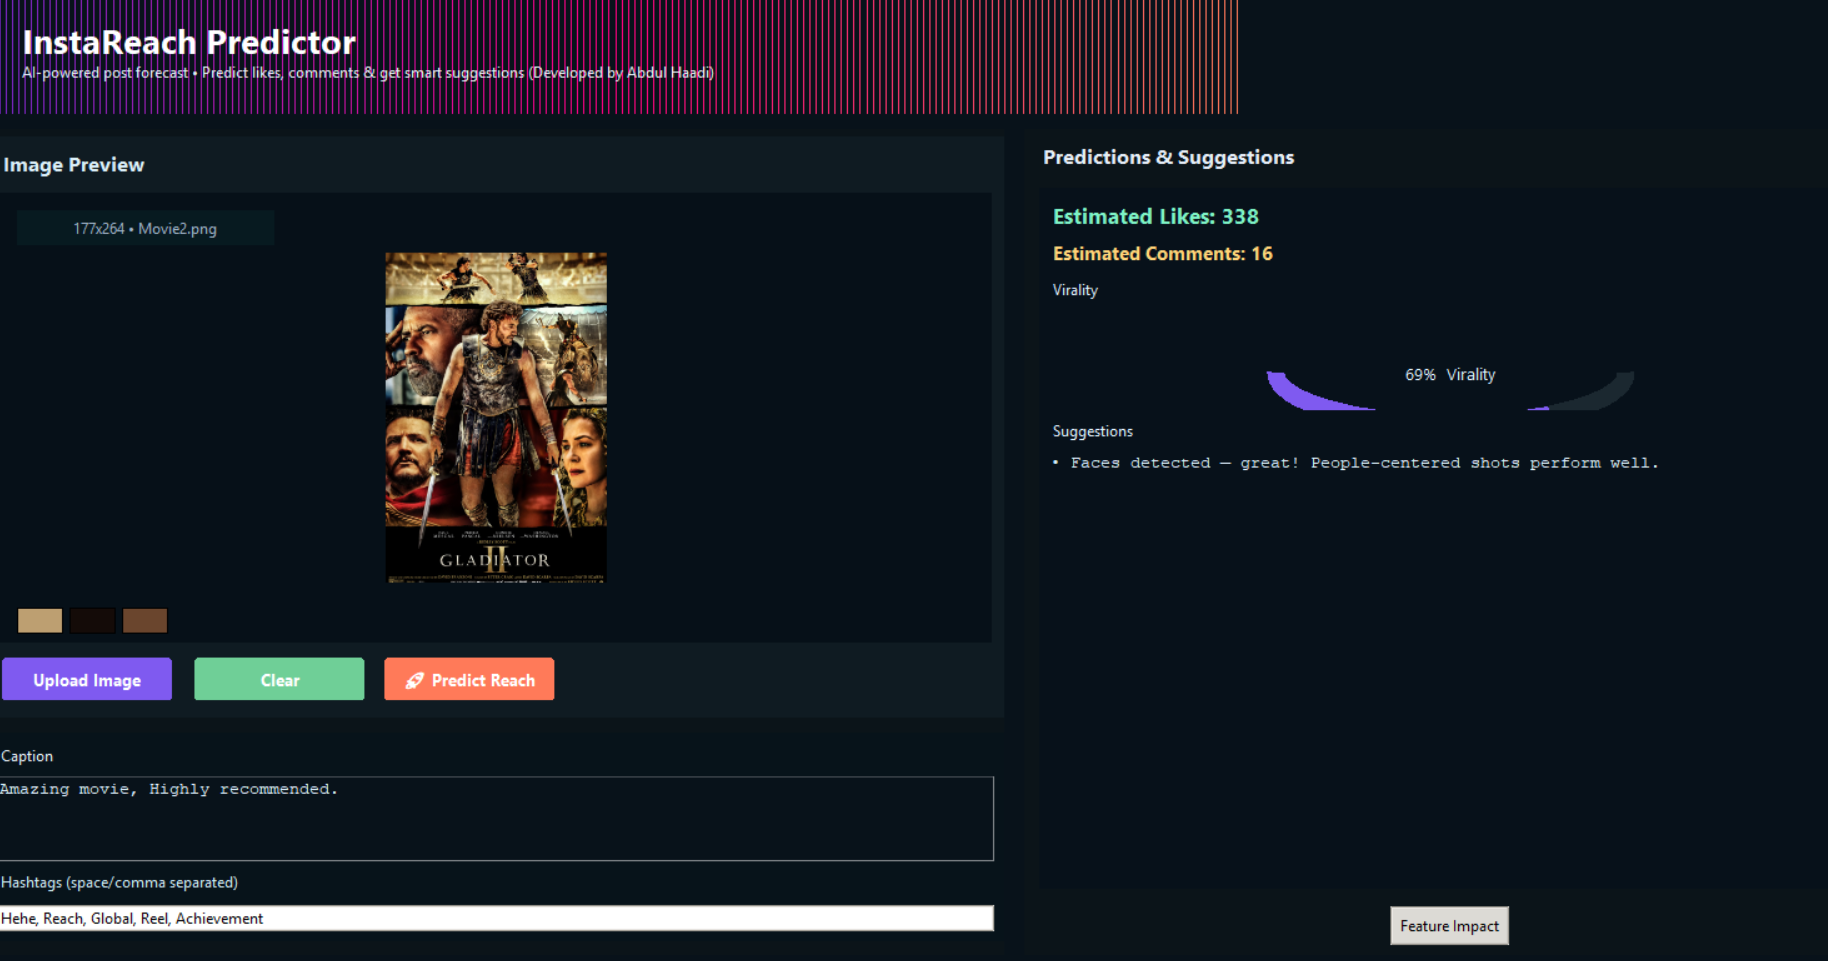 InstaReach Predictor
AI-powered post forecast • Predict likes, comments & get smart suggestions (Developed by Abdul Haadi)
Image Preview
177x264 • Movie2.png
GLADIATOR
II
Upload Image
Clear
🚀 Predict Reach
Caption
Amazing movie, Highly recommended.
Hashtags (space/comma separated)
Hehe, Reach, Global, Reel, Achievement
Predictions & Suggestions
Estimated Likes: 338
Estimated Comments: 16
Virality
69% Virality
Suggestions
• Faces detected — great! People-centered shots perform well.
Feature Impact